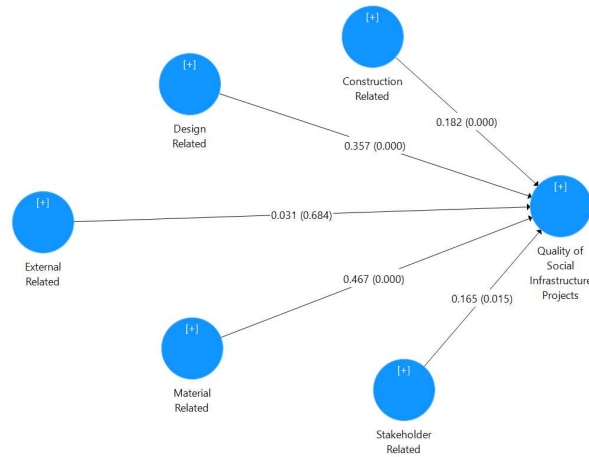 [+]
Construction
Related
[+]
Design
Related
0.182 (0.000)
0.357 (0.000)
[+]
Quality of
Social
Infrastructure
Projects
[+]
External
Related
0.031 (0.684)
0.467 (0.000)
0.165 (0.015)
[+]
Material
Related
[+]
Stakeholder
Related